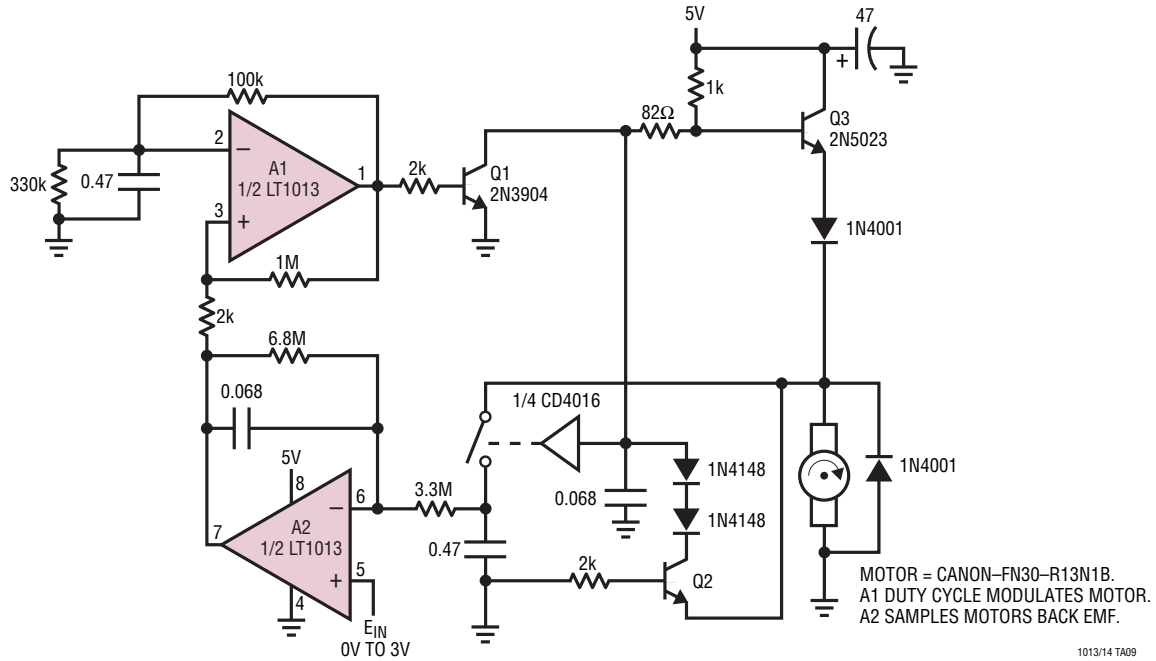 5V
47
+
100k
1k
82Ω
2
−
A1
1/2 LT1013
1
2k
Q1
2N3904
Q3
2N5023
330k
0.47
3
+
1N4001
1M
2k
6.8M
0.068
1/4 CD4016
5V
8
1N4148
1N4001
3.3M
6
−
0.068
7
A2
1/2 LT1013
1N4148
0.47
+
5
2k
Q2
4
EIN
0V TO 3V
MOTOR = CANON–FN30–R13N1B.
A1 DUTY CYCLE MODULATES MOTOR.
A2 SAMPLES MOTORS BACK EMF.
1013/14 TA09